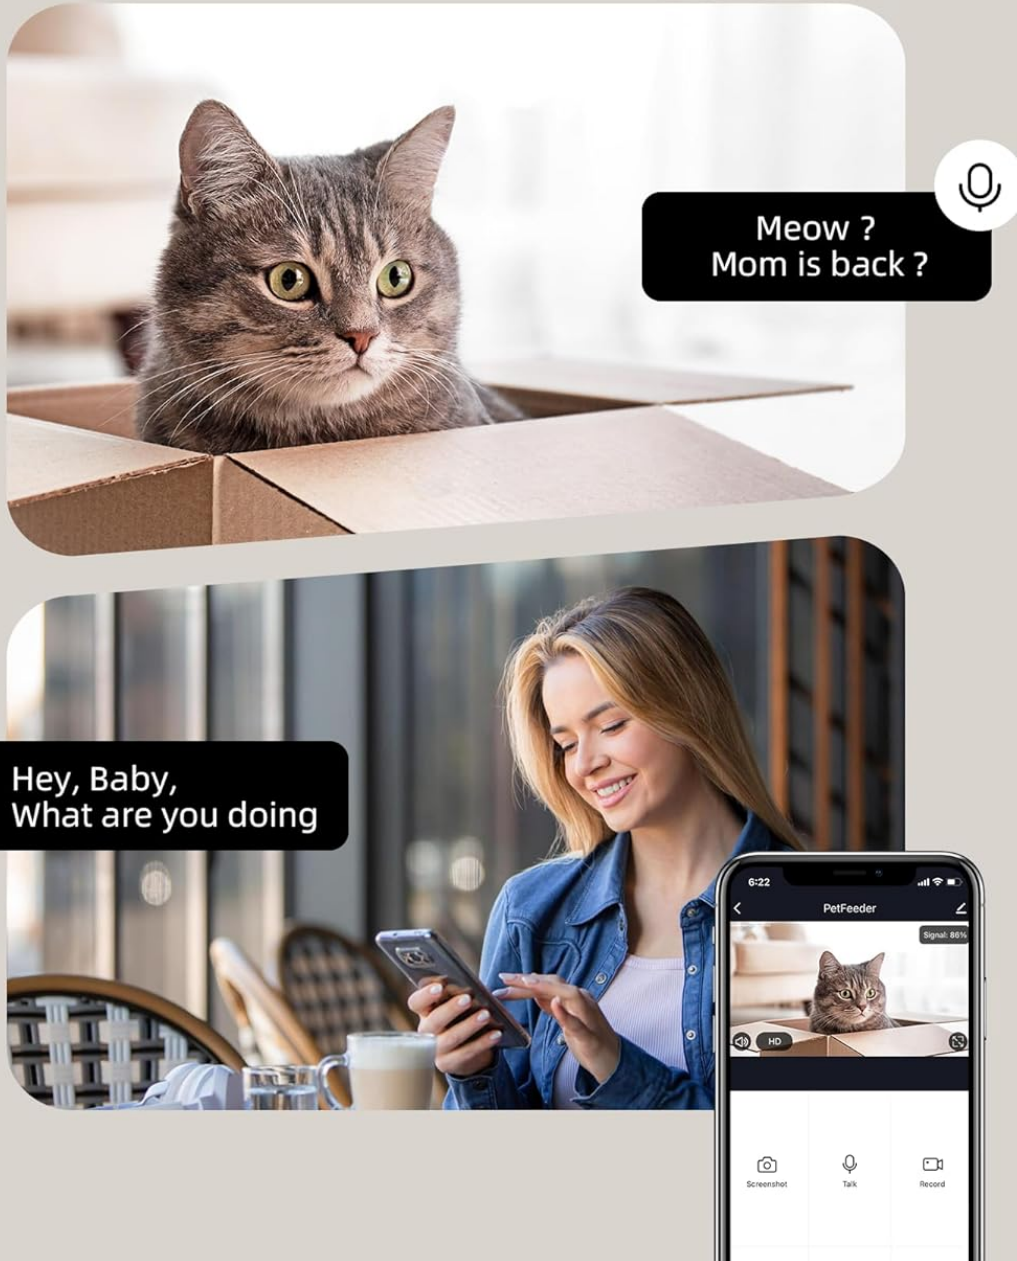 Meow ?
Mom is back ?
Hey, Baby,
What are you doing
6:22
PetFeeder
Signal: 86%
HD
Screenshot
Talk
Record